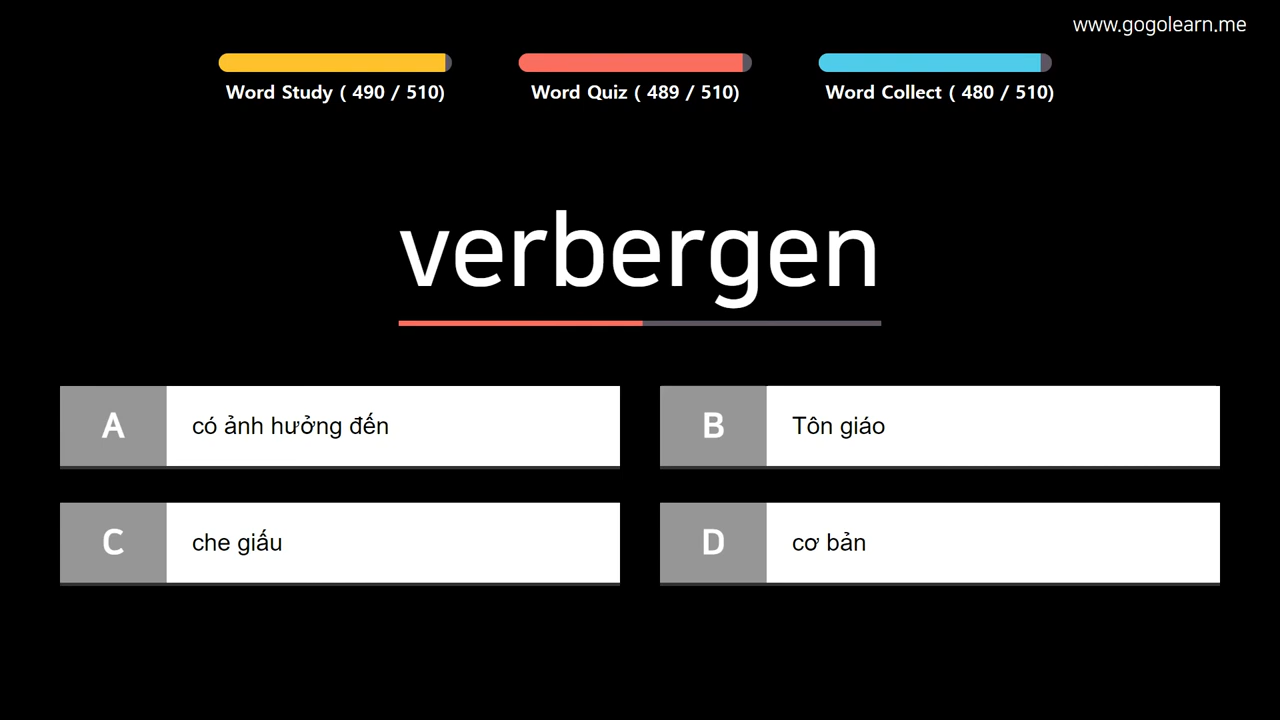 www.gogolearn.me
Word Study ( 490 / 510)
Word Quiz ( 489 / 510)
Word Collect ( 480 / 510)
verbergen
A
có ảnh hưởng đến
B
Tôn giáo
C
che giấu
D
cơ bản